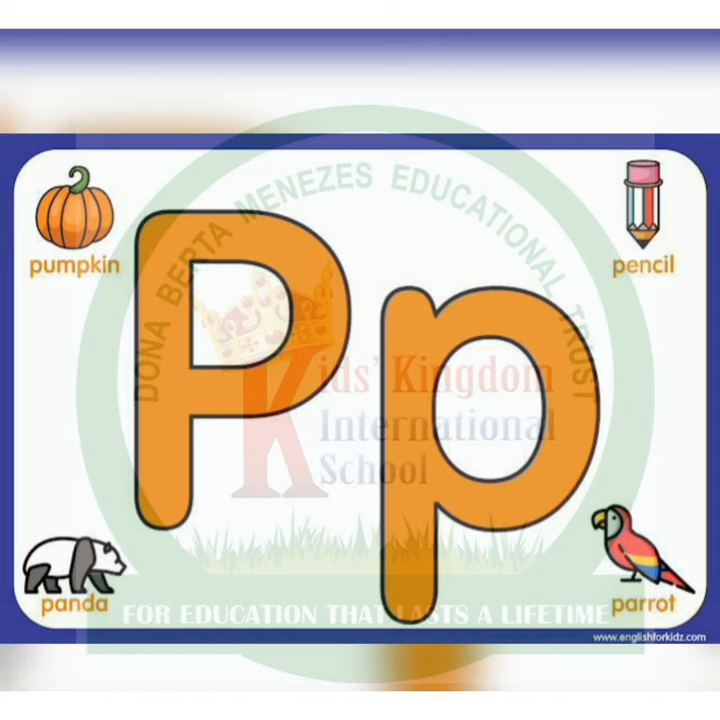 DONA BERTA MENEZES EDUCATIONAL TRUST
pumpkin
pencil
Pp
Kids' Kingdom
International
School
panda
parrot
FOR EDUCATION THAT LASTS A LIFETIME
www.englishforkidz.com